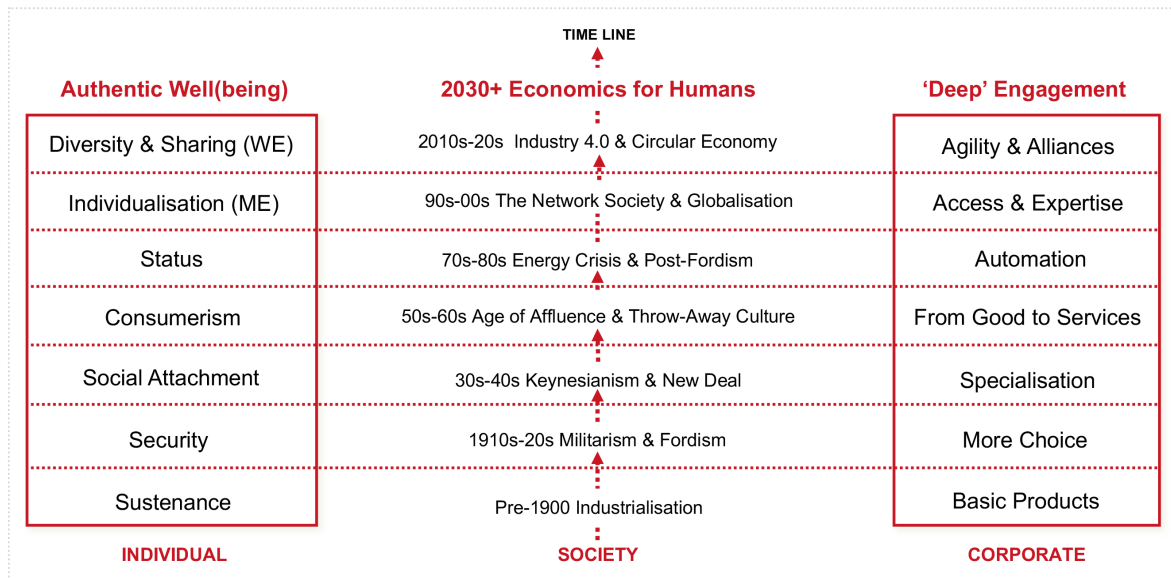 TIME LINE
Authentic Well(being) 2030+ Economics for Humans ‘Deep’ Engagement
Diversity & Sharing (WE) 2010s-20s Industry 4.0 & Circular Economy Agility & Alliances
Individualisation (ME) 90s-00s The Network Society & Globalisation Access & Expertise
Status 70s-80s Energy Crisis & Post-Fordism Automation
Consumerism 50s-60s Age of Affluence & Throw-Away Culture From Good to Services
Social Attachment 30s-40s Keynesianism & New Deal Specialisation
Security 1910s-20s Militarism & Fordism More Choice
Sustenance Pre-1900 Industrialisation Basic Products
INDIVIDUAL SOCIETY CORPORATE